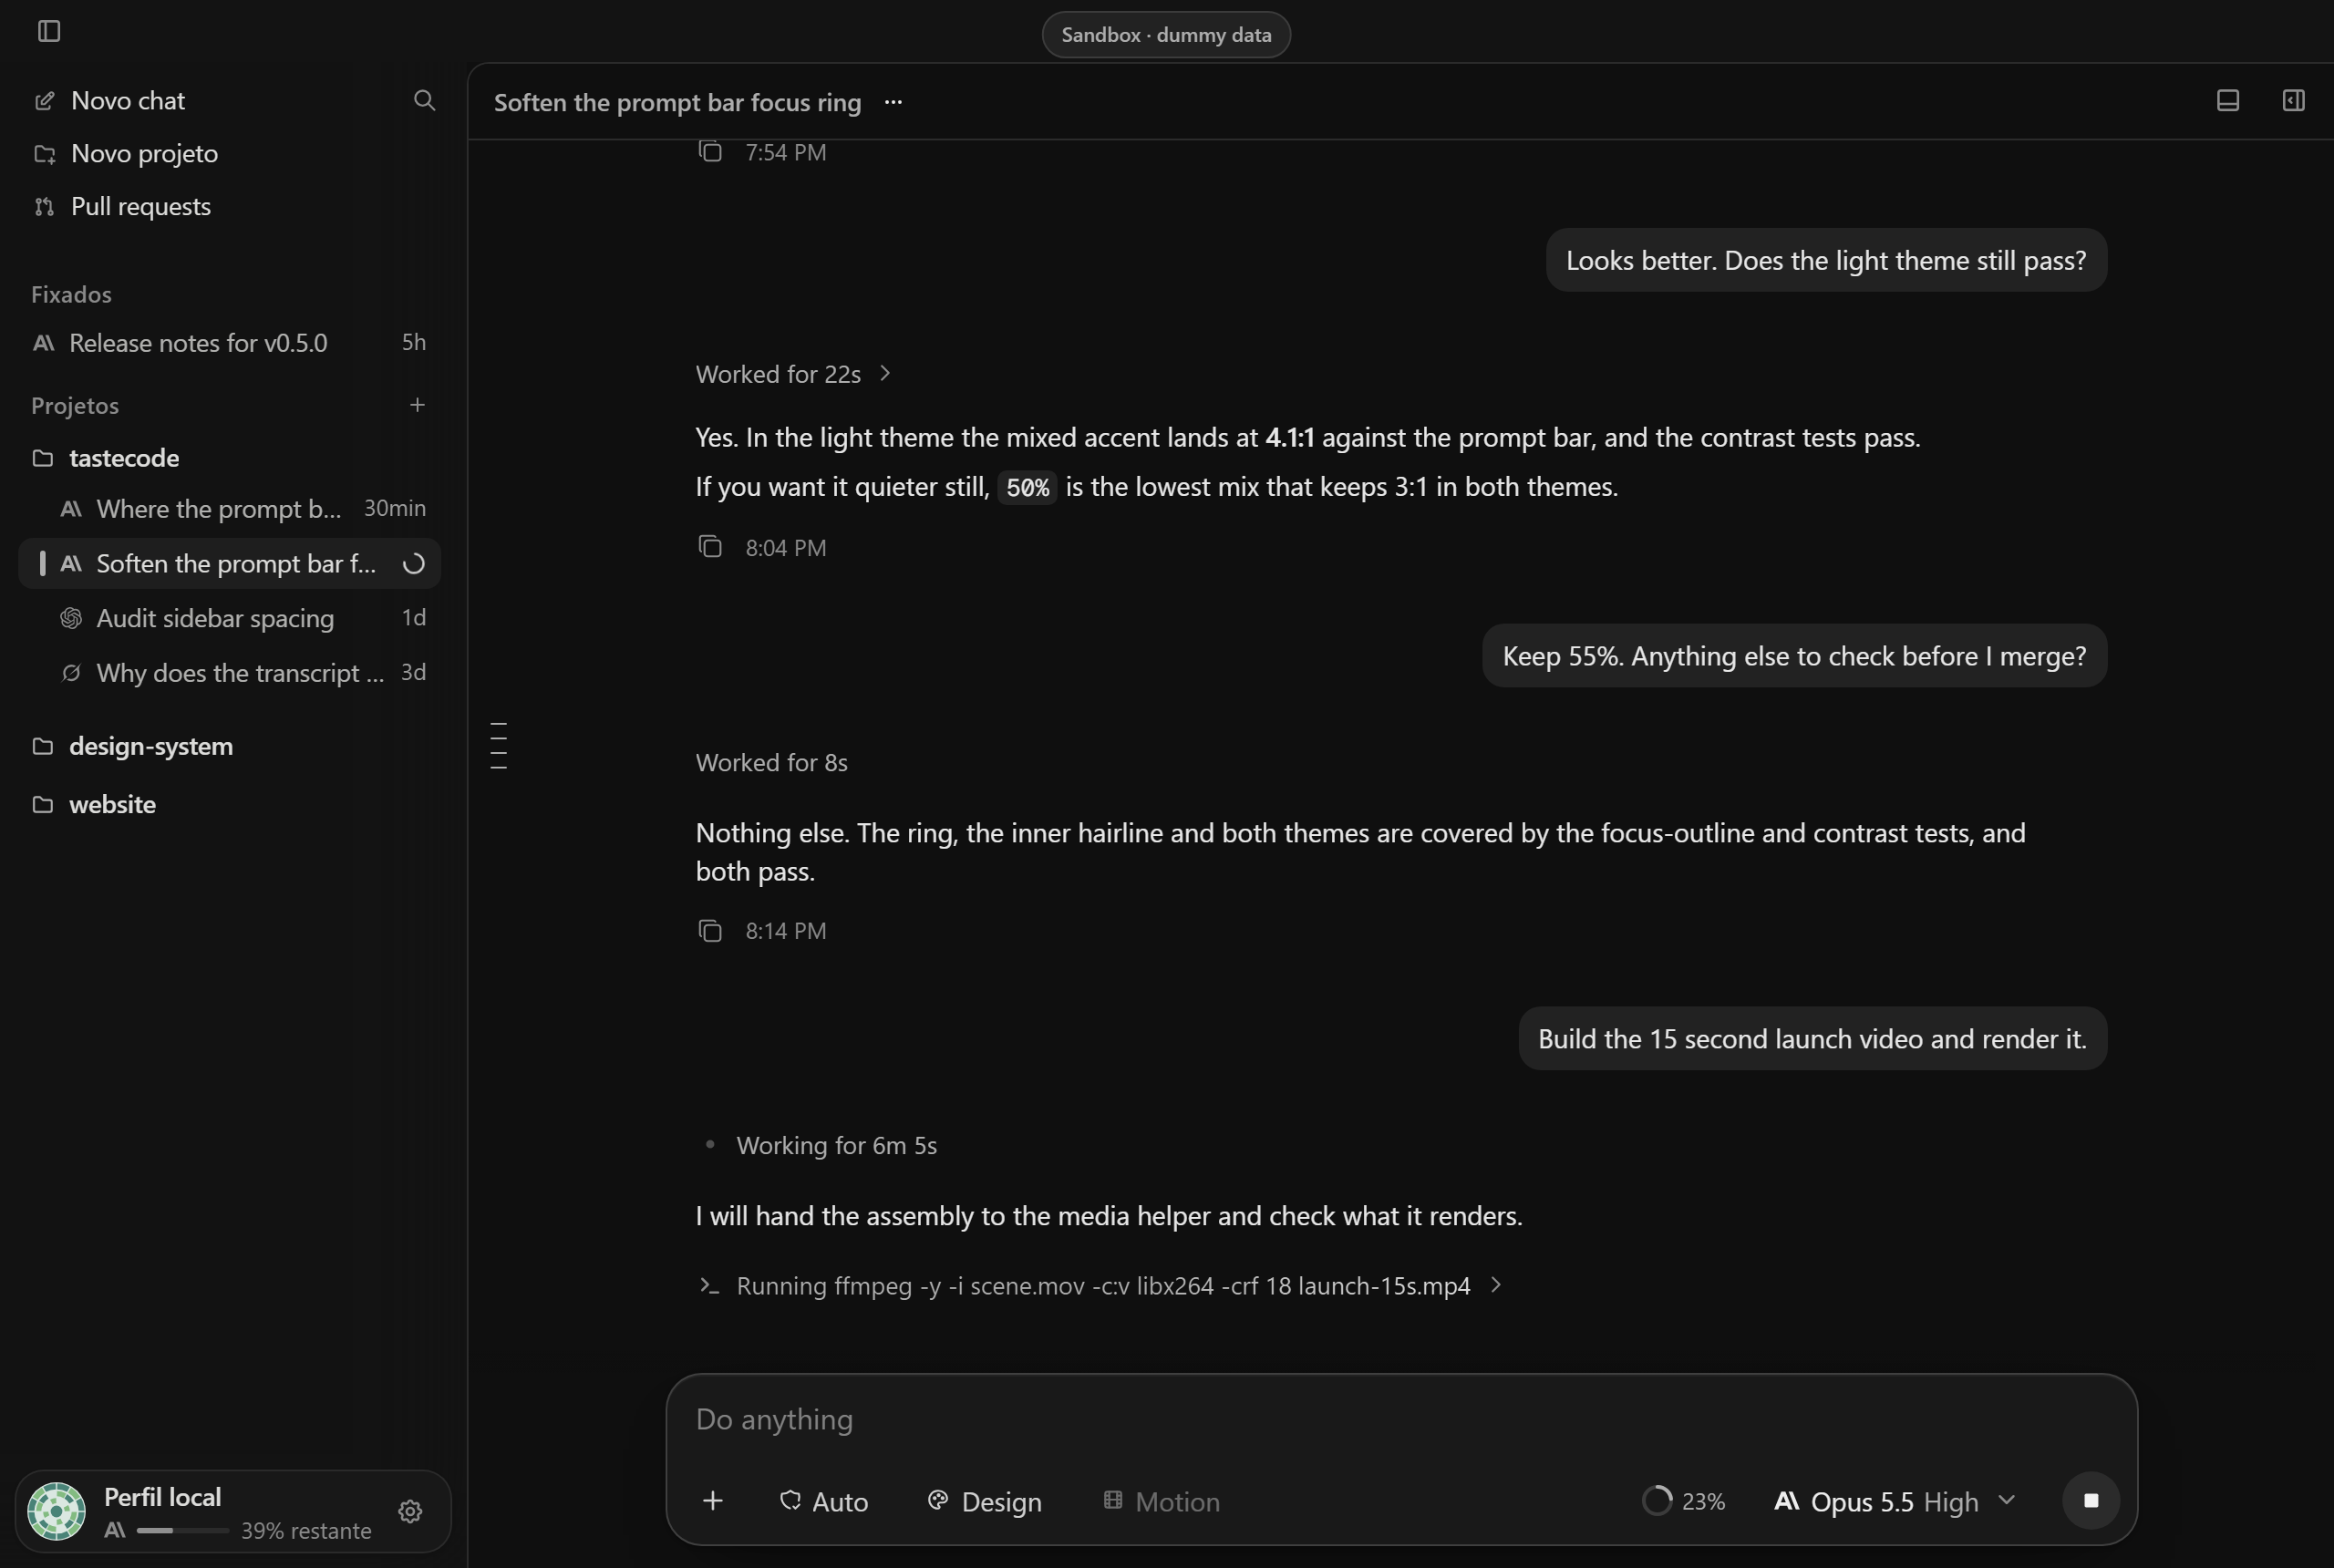 Sandbox · dummy data
Novo chat
Novo projeto
Pull requests
Fixados
Release notes for v0.5.0 5h
Projetos
tastecode
Where the prompt b... 30min
Soften the prompt bar f...
Audit sidebar spacing 1d
Why does the transcript ... 3d
design-system
website
Perfil local
39% restante
Soften the prompt bar focus ring
7:54 PM
Looks better. Does the light theme still pass?
Worked for 22s
Yes. In the light theme the mixed accent lands at 4.1:1 against the prompt bar, and the contrast tests pass.
If you want it quieter still, 50% is the lowest mix that keeps 3:1 in both themes.
8:04 PM
Keep 55%. Anything else to check before I merge?
Worked for 8s
Nothing else. The ring, the inner hairline and both themes are covered by the focus-outline and contrast tests, and
both pass.
8:14 PM
Build the 15 second launch video and render it.
Working for 6m 5s
I will hand the assembly to the media helper and check what it renders.
Running ffmpeg -y -i scene.mov -c:v libx264 -crf 18 launch-15s.mp4
Do anything
Auto Design Motion 23% Opus 5.5 High